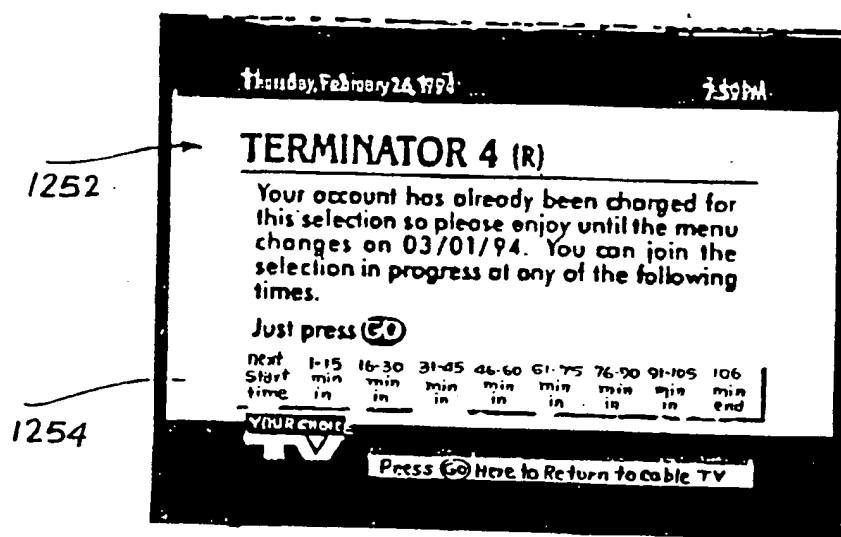 Thursday, February 24, 1994 7:59PM
1252
TERMINATOR 4 (R)
Your account has already been charged for
this selection so please enjoy until the menu
changes on 03/01/94. You can join the
selection in progress at any of the following
times.
Just press GO
next 1-15 16-30 31-45 46-60 61-75 76-90 91-105 106
Start min min min min min min min min
time in in in in in in in end
1254
YOUR CHOICE
TV
Press GO Here to Return to cable TV